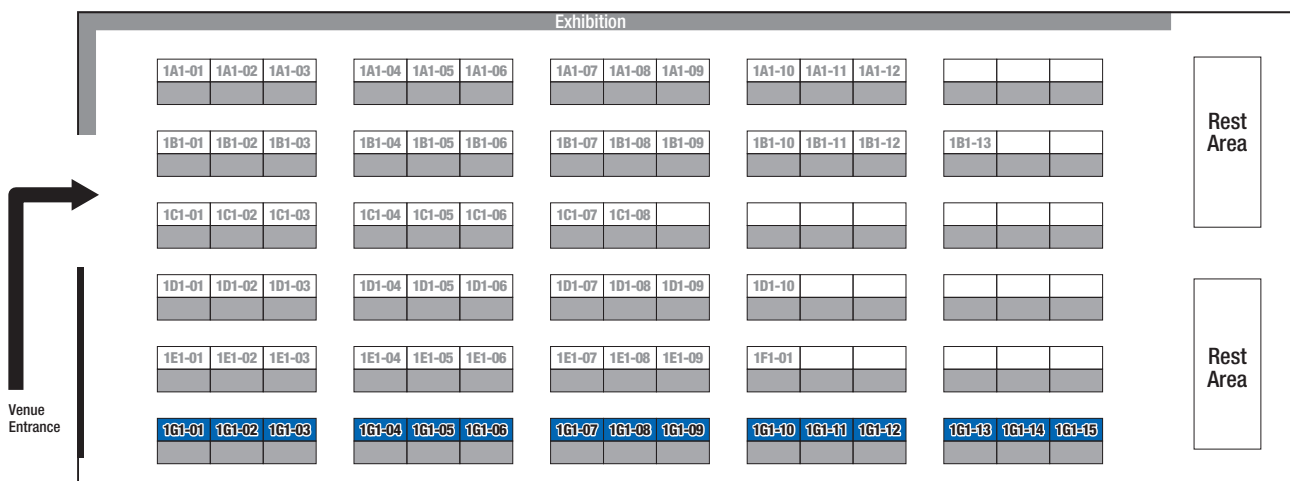 Exhibition
1A1-01 1A1-02 1A1-03 1A1-04 1A1-05 1A1-06 1A1-07 1A1-08 1A1-09 1A1-10 1A1-11 1A1-12
Rest
Area
1B1-01 1B1-02 1B1-03 1B1-04 1B1-05 1B1-06 1B1-07 1B1-08 1B1-09 1B1-10 1B1-11 1B1-12 1B1-13
1C1-01 1C1-02 1C1-03 1C1-04 1C1-05 1C1-06 1C1-07 1C1-08
1D1-01 1D1-02 1D1-03 1D1-04 1D1-05 1D1-06 1D1-07 1D1-08 1D1-09 1D1-10
1E1-01 1E1-02 1E1-03 1E1-04 1E1-05 1E1-06 1E1-07 1E1-08 1E1-09 1F1-01
Rest
Area
Venue
Entrance
1G1-01 1G1-02 1G1-03 1G1-04 1G1-05 1G1-06 1G1-07 1G1-08 1G1-09 1G1-10 1G1-11 1G1-12 1G1-13 1G1-14 1G1-15